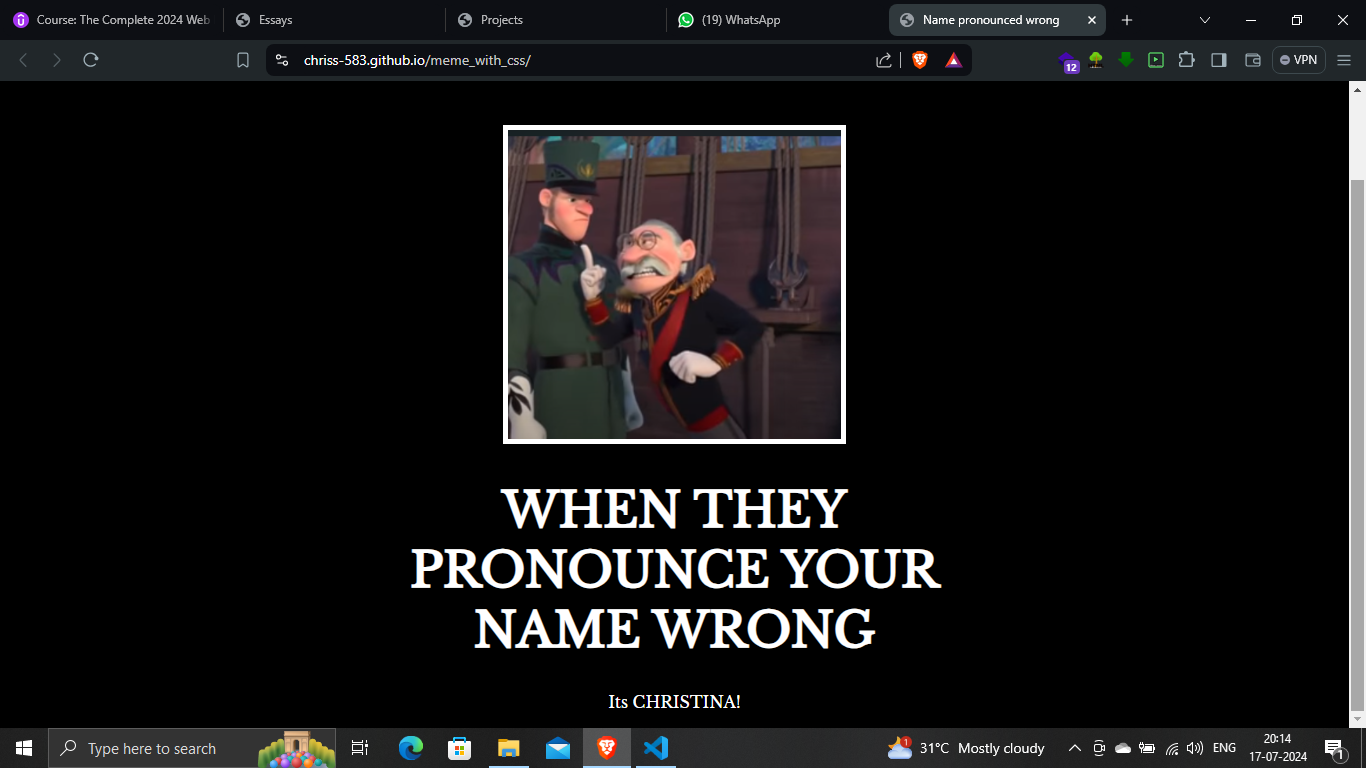 Course: The Complete 2024 Web
Essays
Projects
(19) WhatsApp
Name pronounced wrong
chriss-583.github.io/meme_with_css/
12
VPN
WHEN THEY
PRONOUNCE YOUR
NAME WRONG
Its CHRISTINA!
Type here to search
1
31°C Mostly cloudy
ENG
20:14
17-07-2024
1